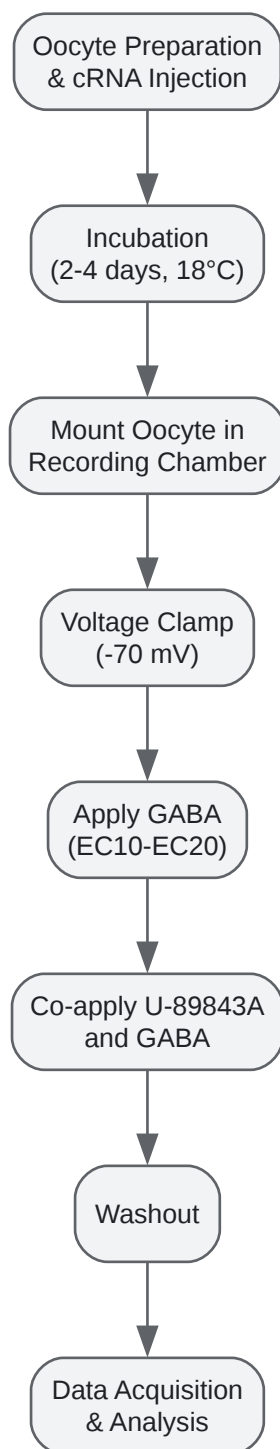 Oocyte Preparation
& cRNA Injection
Incubation
(2-4 days, 18°C)
Mount Oocyte in
Recording Chamber
Voltage Clamp
(-70 mV)
Apply GABA
(EC10-EC20)
Co-apply U-89843A
and GABA
Washout
Data Acquisition
& Analysis